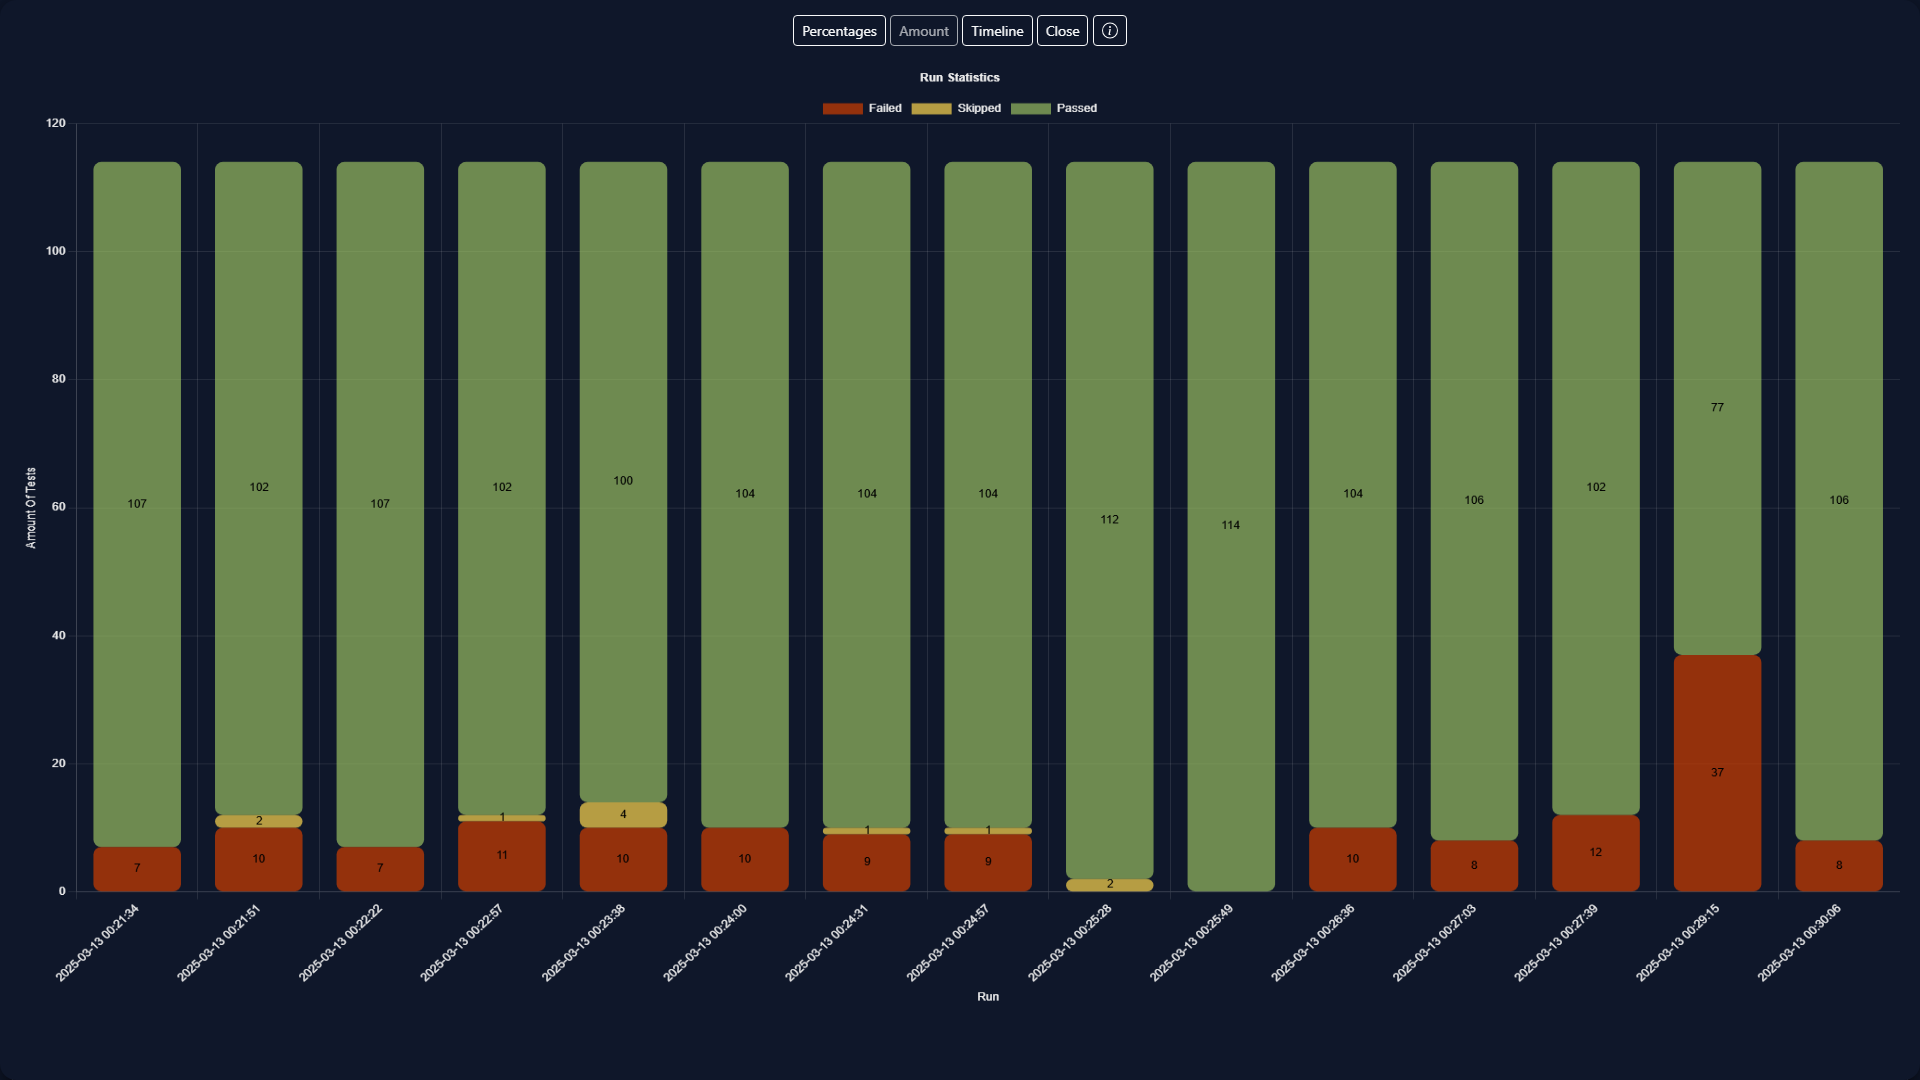 Percentages Amount Timeline Close
Run Statistics
Failed Skipped Passed
Amount Of Tests
120
100
80
60
40
20
0
107 102 107 102 100 104 104 104 112 114 104 106 102 77 106
2 1 4 1 1 2
7 10 7 11 10 10 9 9 10 8 12 37 8
2025-03-13 00:21:34
2025-03-13 00:21:51
2025-03-13 00:22:22
2025-03-13 00:22:57
2025-03-13 00:23:38
2025-03-13 00:24:00
2025-03-13 00:24:31
2025-03-13 00:24:57
2025-03-13 00:25:28
2025-03-13 00:25:49
2025-03-13 00:26:36
2025-03-13 00:27:03
2025-03-13 00:27:39
2025-03-13 00:29:15
2025-03-13 00:30:06
Run